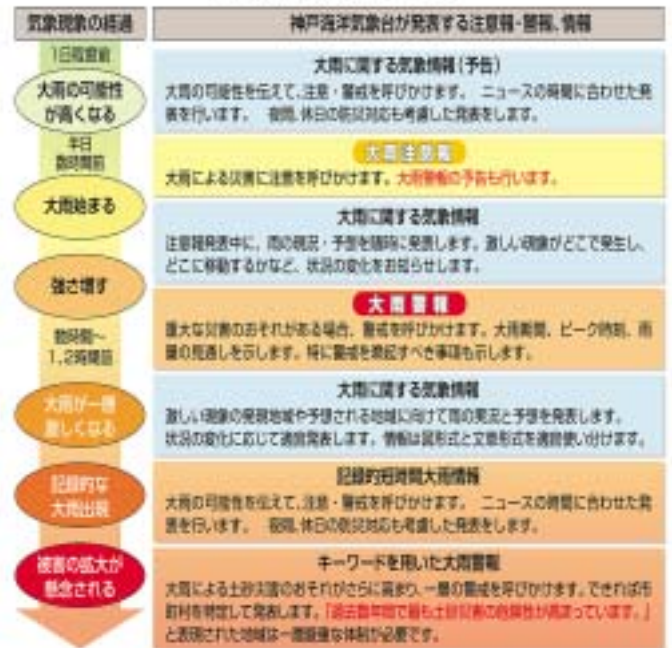 気象現象の経過
神戸海洋気象台が発表する注意報・警報、情報
1日程度前
大雨の可能性
が高くなる
大雨に関する気象情報(予告)
大雨の可能性を伝えて、注意・警戒を呼びかけます。 ニュースの時間に合わせた発
表を行います。 夜間、休日の防災対応も考慮した発表をします。
半日
数時間前
大雨注意報
大雨による災害に注意を呼びかけます。大雨警報の予告も行います。
大雨始まる
大雨に関する気象情報
注意報発表中に、雨の現況・予想を随時に発表します。激しい現象がどこで発生し、
どこに移動するかなど、状況の変化をお知らせします。
強さ増す
大雨警報
重大な災害のおそれがある場合、警戒を呼びかけます。大雨期間、ピーク時刻、雨
量の見通しを示します。特に警戒を喚起すべき事項も示します。
数時間~
1,2時間前
大雨が一層
激しくなる
大雨に関する気象情報
激しい現象の発現地域や予想される地域に向けて雨の実況と予想を発表します。
状況の変化に応じて適宜発表します。情報は図形式と文章形式を適宜使い分けます。
記録的な
大雨出現
記録的短時間大雨情報
大雨の可能性を伝えて、注意・警戒を呼びかけます。 ニュースの時間に合わせた発
表を行います。 夜間、休日の防災対応も考慮した発表をします。
被害の拡大が
懸念される
キーワードを用いた大雨警報
大雨による土砂災害のおそれがさらに高まり、一層の警戒を呼びかけます。できれば市
町村を特定して発表します。「過去数年間で最も土砂災害の危険性が高まっています。」
と表現された地域は一層厳重な体制が必要です。